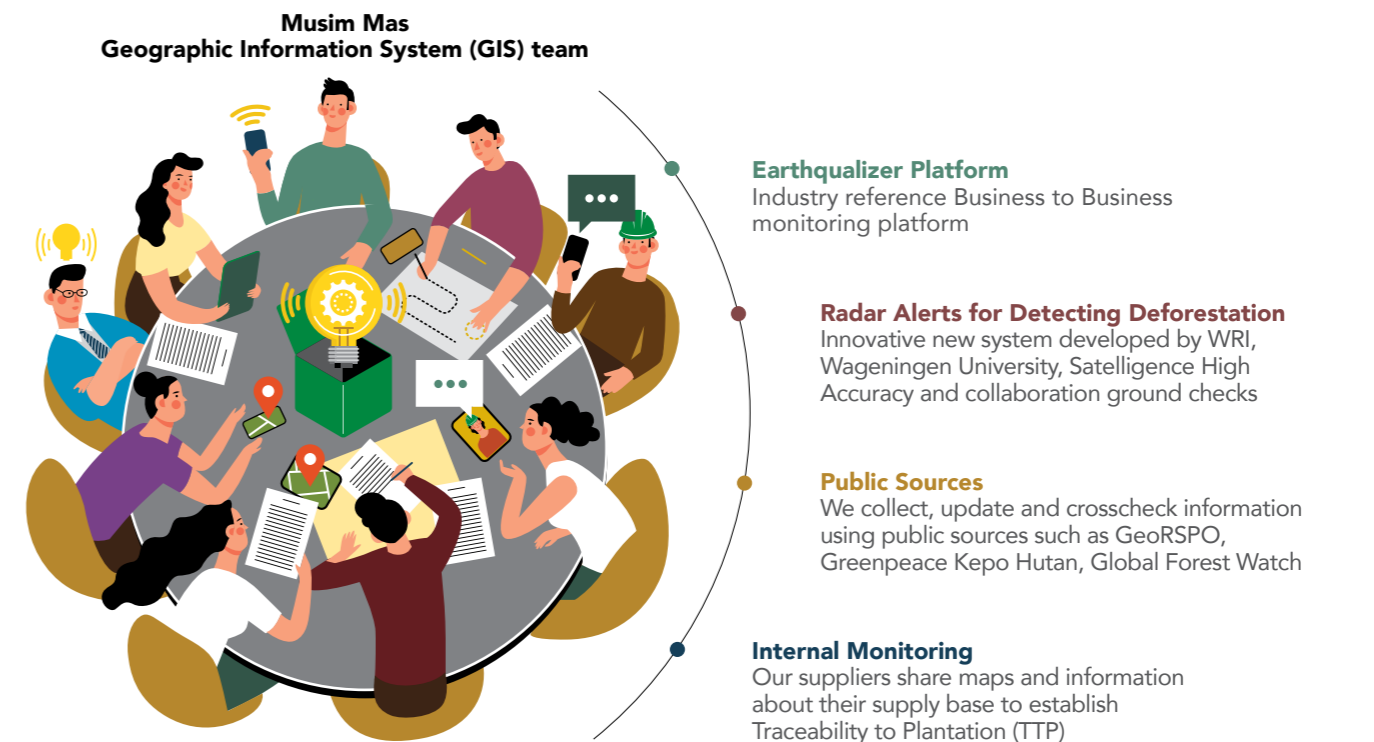 Musim Mas
Geographic Information System (GIS) team
Earthqualizer Platform
Industry reference Business to Business
monitoring platform
Radar Alerts for Detecting Deforestation
Innovative new system developed by WRI,
Wageningen University, Satelligence High
Accuracy and collaboration ground checks
Public Sources
We collect, update and crosscheck information
using public sources such as GeoRSPO,
Greenpeace Kepo Hutan, Global Forest Watch
Internal Monitoring
Our suppliers share maps and information
about their supply base to establish
Traceability to Plantation (TTP)